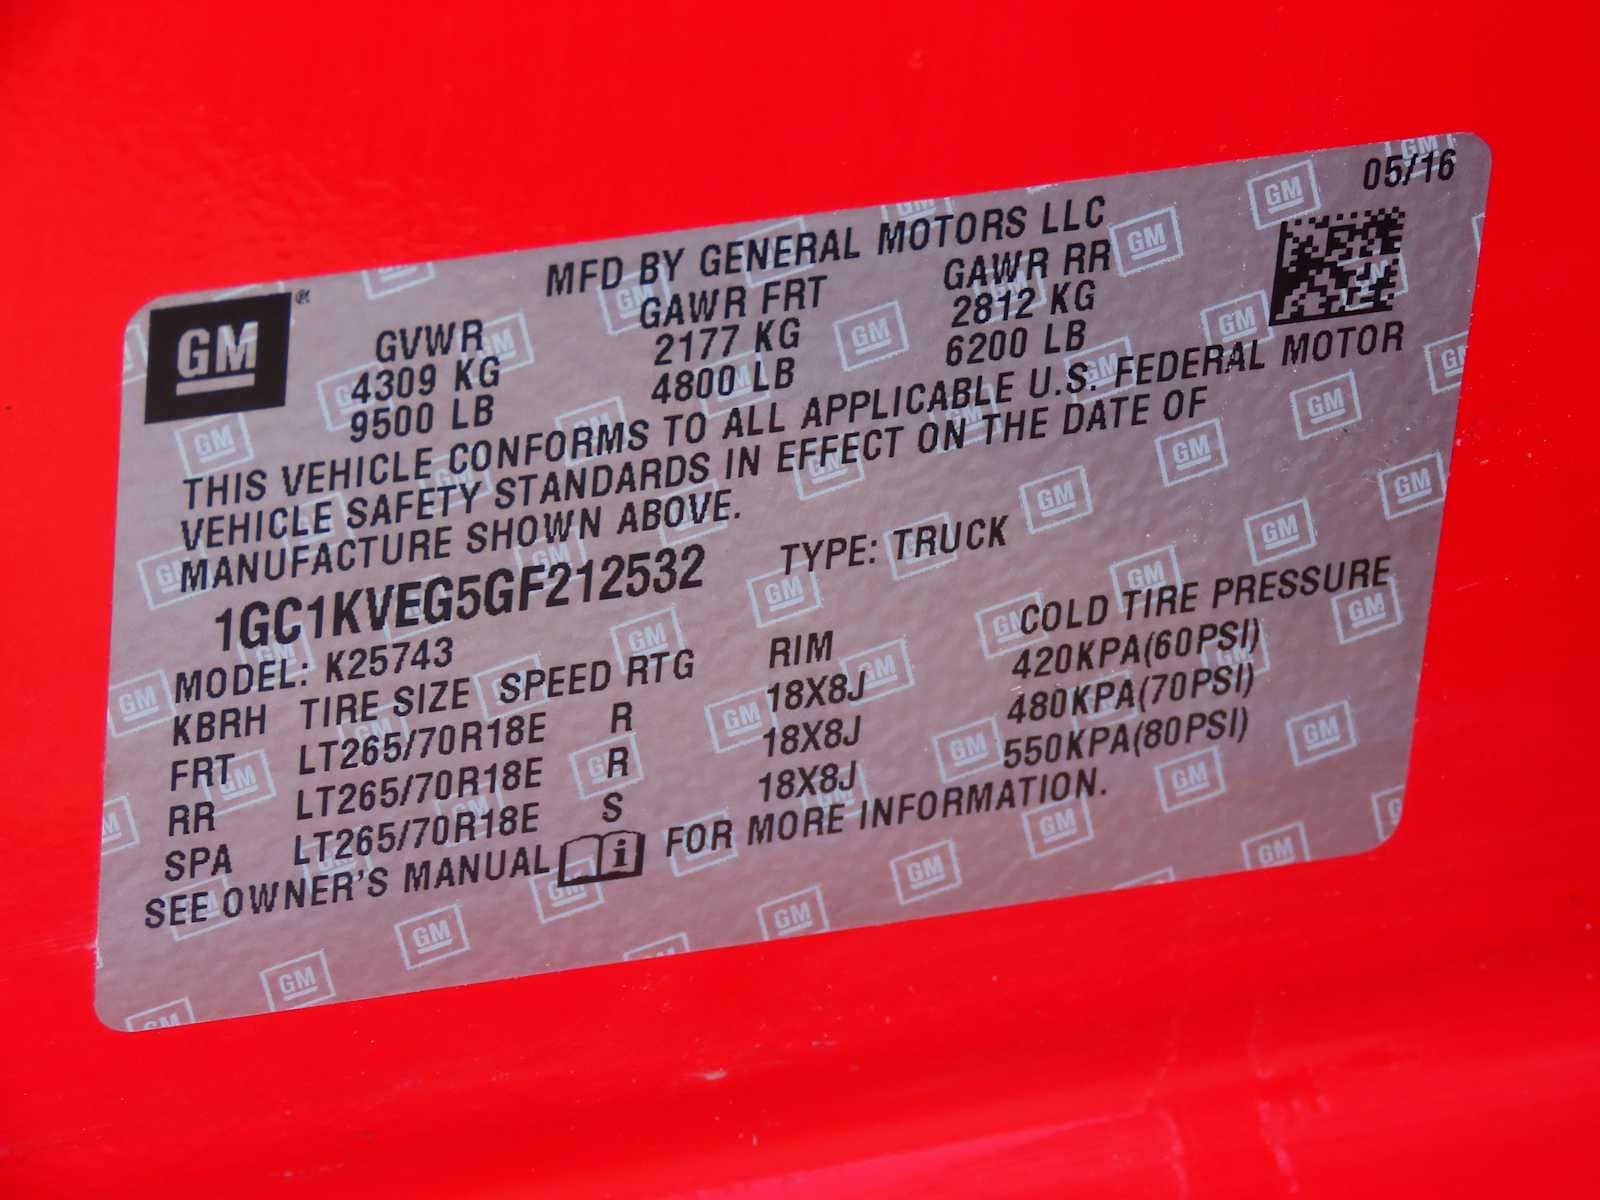 05/16
GM ®
MFD BY GENERAL MOTORS LLC
GVWR GAWR FRT GAWR RR
4309 KG 2177 KG 2812 KG
9500 LB 4800 LB 6200 LB
THIS VEHICLE CONFORMS TO ALL APPLICABLE U.S. FEDERAL MOTOR
VEHICLE SAFETY STANDARDS IN EFFECT ON THE DATE OF
MANUFACTURE SHOWN ABOVE.
1GC1KVEG5GF212532 TYPE: TRUCK
MODEL: K25743
KBRH TIRE SIZE SPEED RTG RIM COLD TIRE PRESSURE
FRT LT265/70R18E R 18X8J 420KPA(60PSI)
RR LT265/70R18E R 18X8J 480KPA(70PSI)
SPA LT265/70R18E S 18X8J 550KPA(80PSI)
SEE OWNER'S MANUAL i FOR MORE INFORMATION.